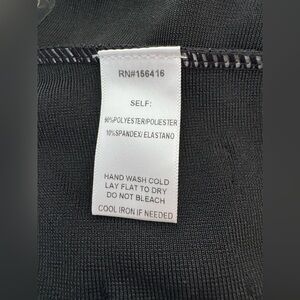 RN#156416
SELF:
90%POLYESTER/POLIESTER
10%SPANDEX/ELASTANO
HAND WASH COLD
LAY FLAT TO DRY
DO NOT BLEACH
COOL IRON IF NEEDED